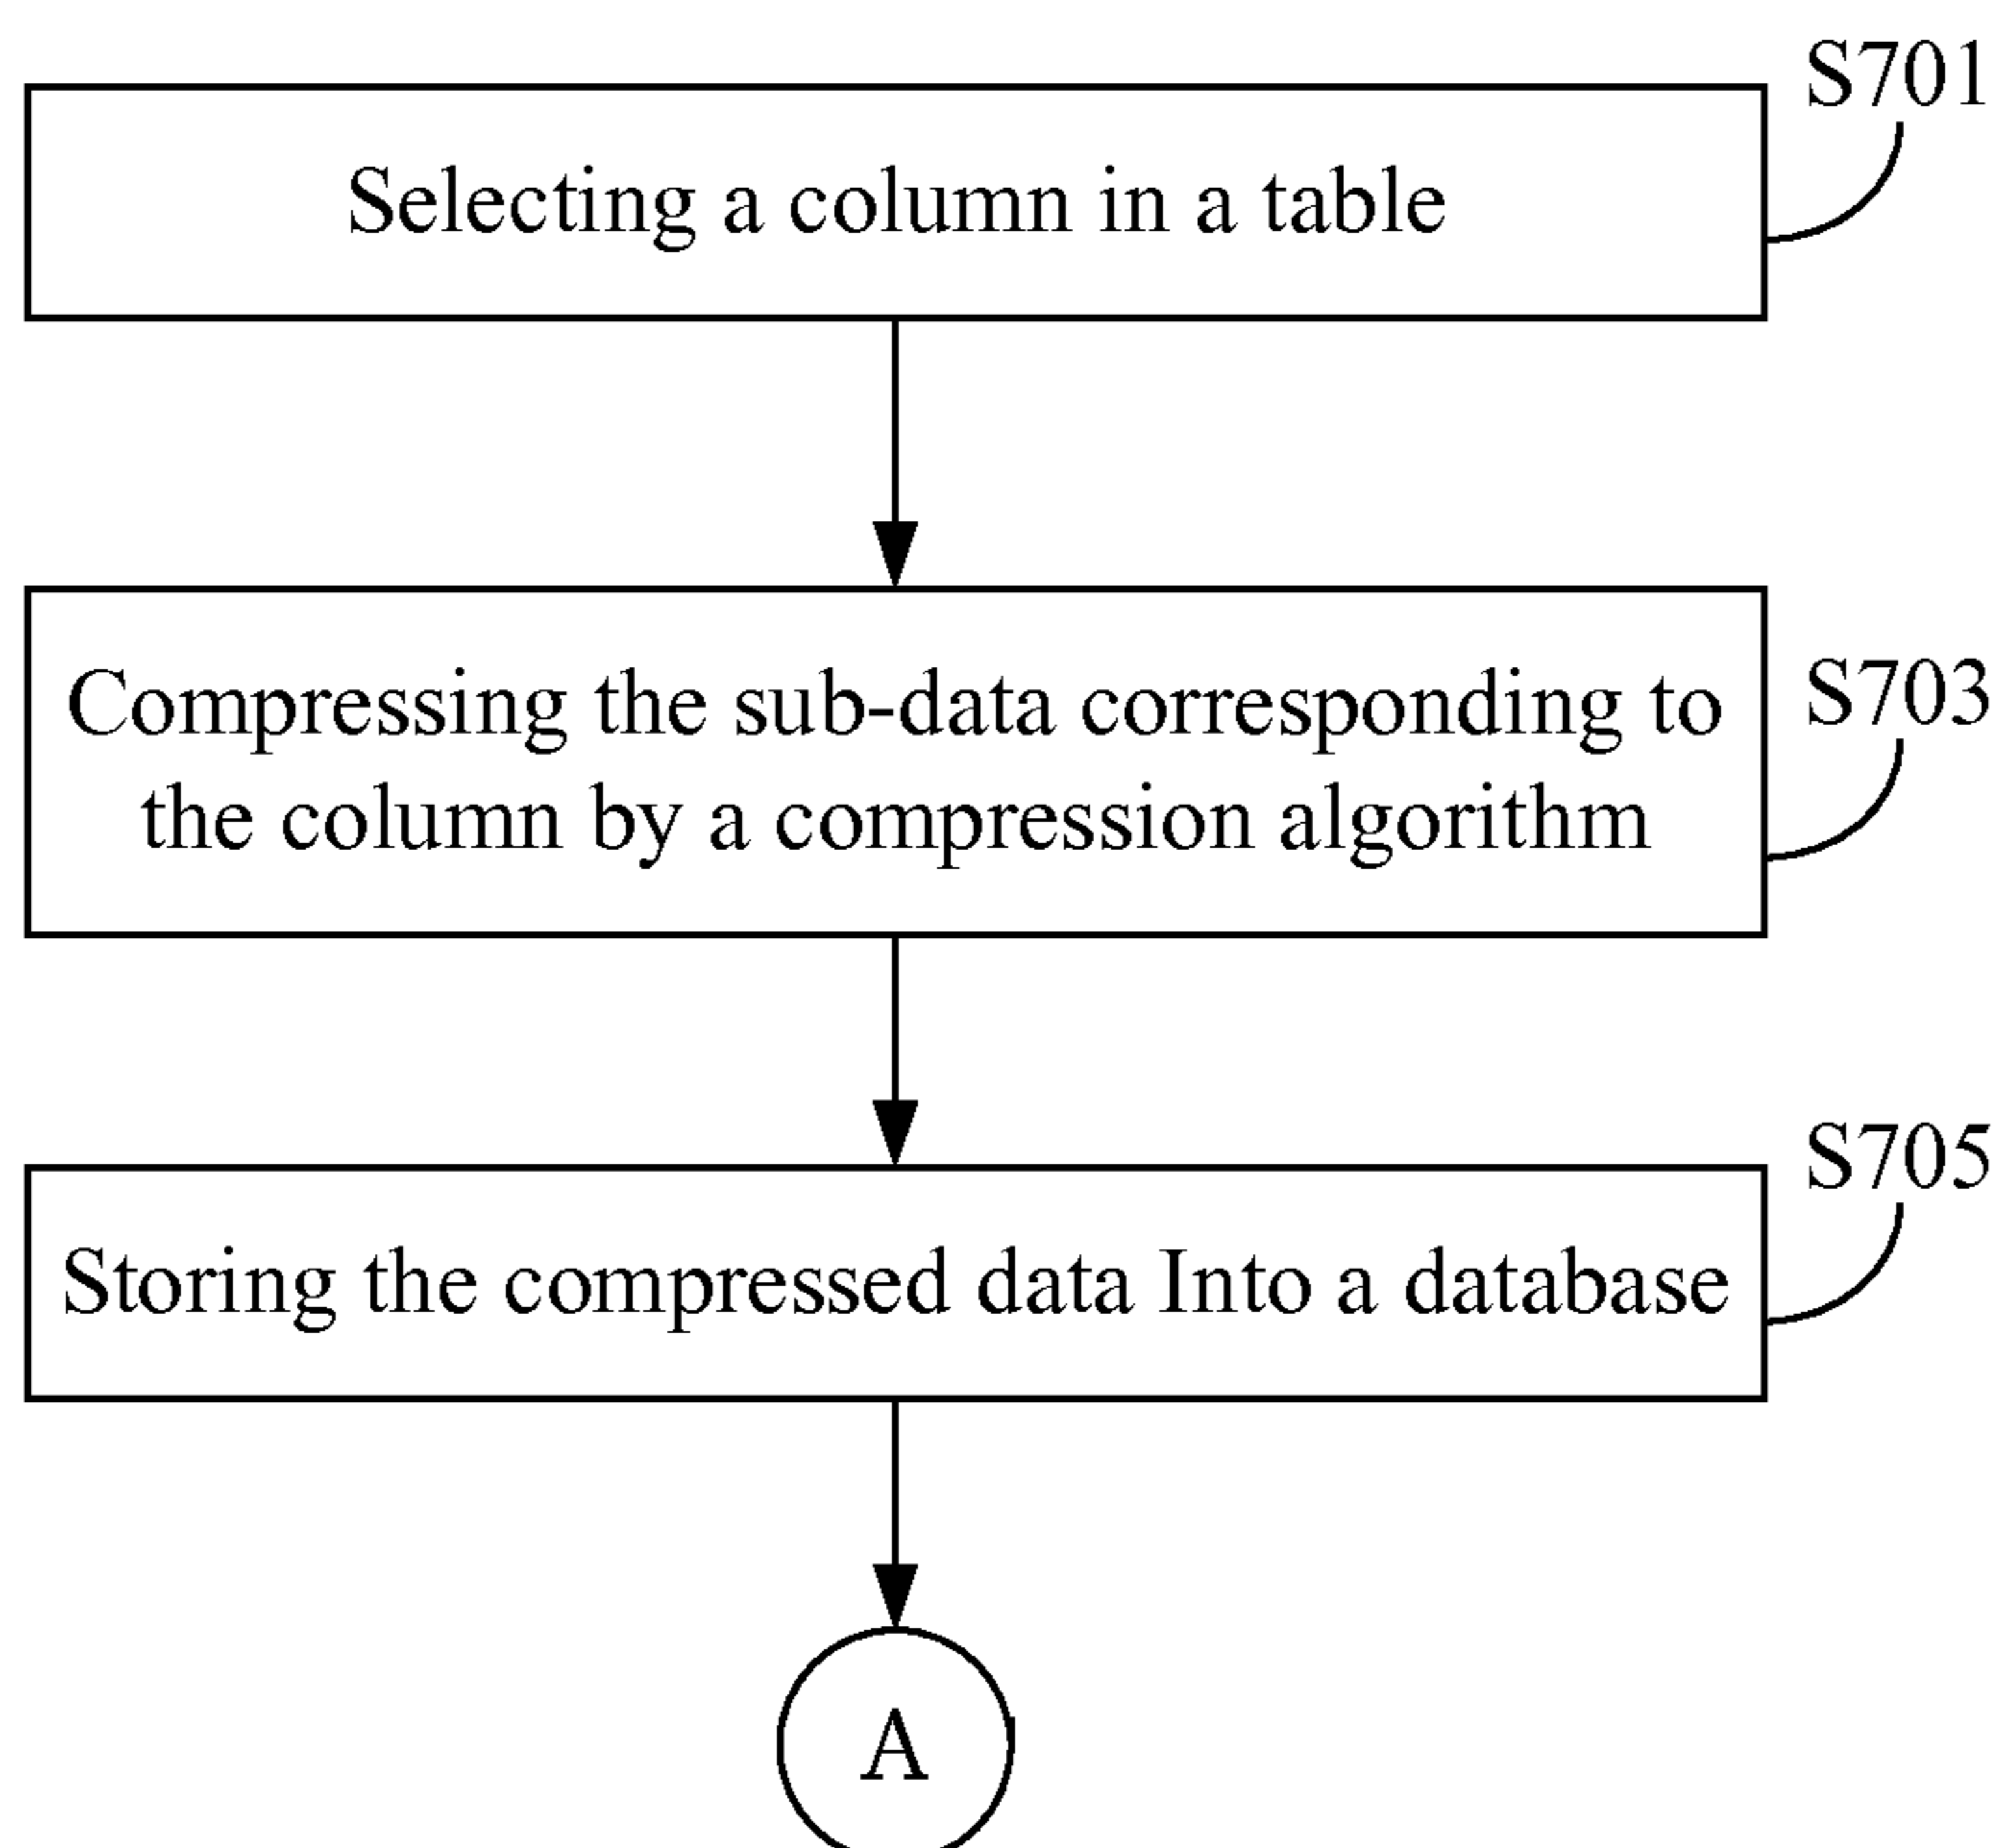 S701
Selecting a column in a table
S703
Compressing the sub-data corresponding to
the column by a compression algorithm
S705
Storing the compressed data Into a database
A